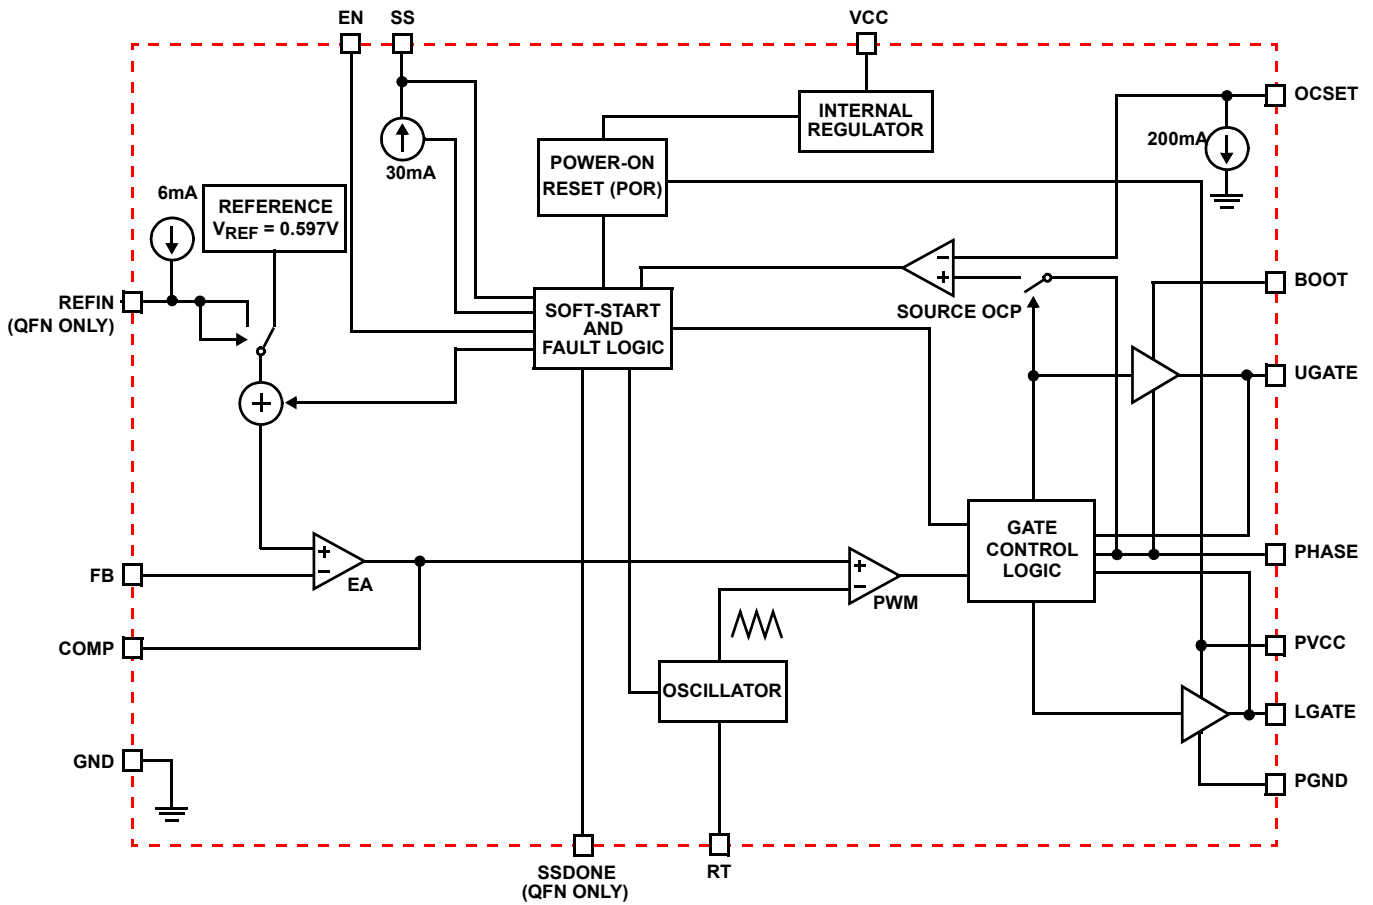 EN
SS
VCC
OCSET
INTERNAL
REGULATOR
200mA
30mA
POWER-ON
RESET (POR)
6mA
REFERENCE
VREF = 0.597V
REFIN
(QFN ONLY)
BOOT
SOFT-START
AND
FAULT LOGIC
SOURCE OCP
UGATE
GATE
CONTROL
LOGIC
PHASE
FB
EA
PWM
COMP
PVCC
OSCILLATOR
LGATE
GND
PGND
SSDONE
(QFN ONLY)
RT